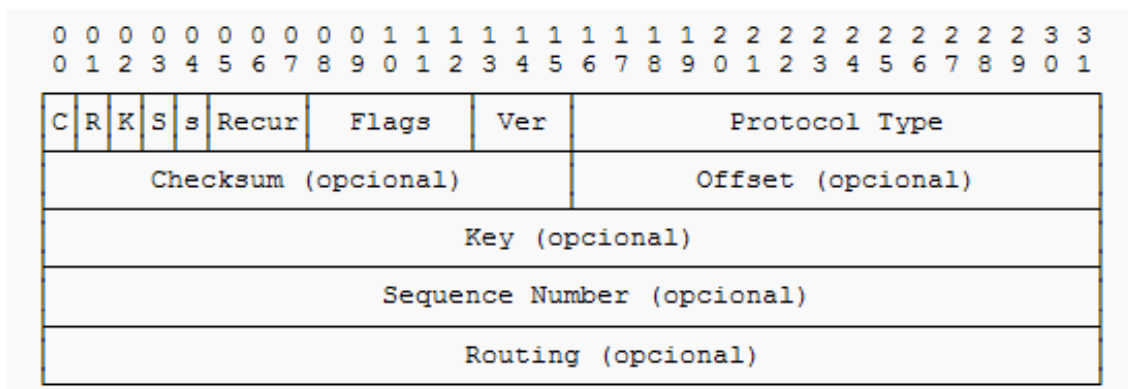 0 0 0 0 0 0 0 0 0 0 1 1 1 1 1 1 1 1 1 1 2 2 2 2 2 2 2 2 2 2 3 3
0 1 2 3 4 5 6 7 8 9 0 1 2 3 4 5 6 7 8 9 0 1 2 3 4 5 6 7 8 9 0 1
C R K S s Recur Flags Ver Protocol Type
Checksum (opcional) Offset (opcional)
Key (opcional)
Sequence Number (opcional)
Routing (opcional)